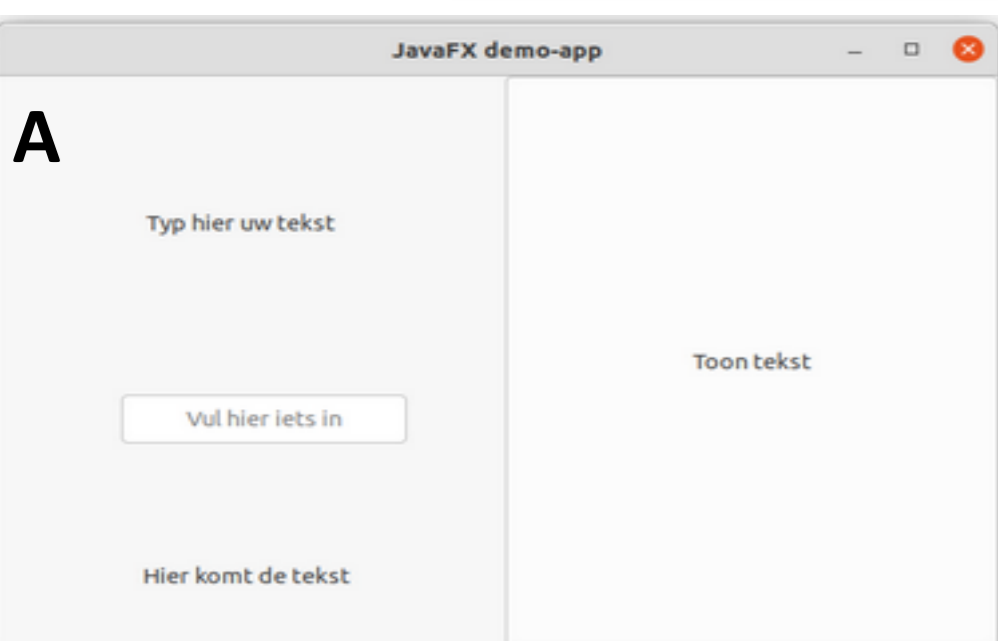 JavaFX demo-app
A
Typ hier uw tekst
Toon tekst
Vul hier iets in
Hier komt de tekst